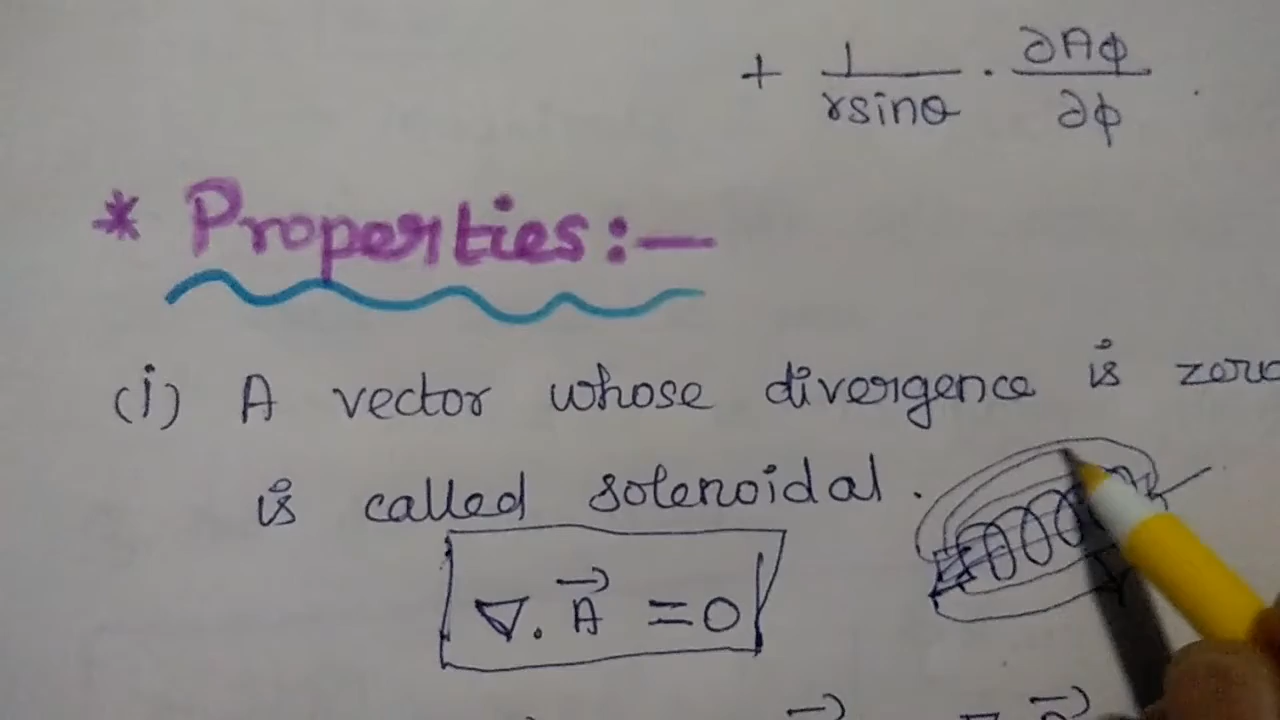 + 1/(rsinθ) · ∂Aϕ/∂ϕ .
* Properties:—
(i) A vector whose divergence is zero
is called solenoidal.
∇. A⃗ = 0